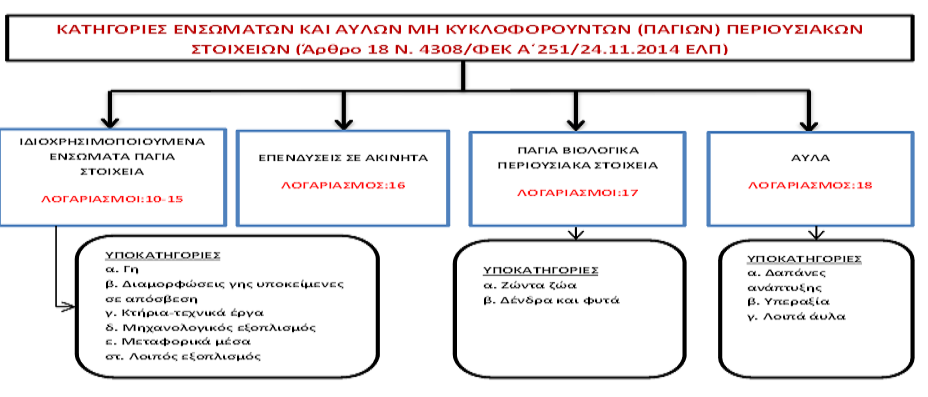 ΚΑΤΗΓΟΡΙΕΣ ΕΝΣΩΜΑΤΩΝ ΚΑΙ ΑΥΛΩΝ ΜΗ ΚΥΚΛΟΦΟΡΟΥΝΤΩΝ (ΠΑΓΙΩΝ) ΠΕΡΙΟΥΣΙΑΚΩΝ
ΣΤΟΙΧΕΙΩΝ (Άρθρο 18 Ν. 4308/ΦΕΚ Α΄251/24.11.2014 ΕΛΠ)
ΙΔΙΟΧΡΗΣΙΜΟΠΟΙΟΥΜΕΝΑ
ΕΝΣΩΜΑΤΑ ΠΑΓΙΑ
ΣΤΟΙΧΕΙΑ
ΛΟΓΑΡΙΑΣΜΟΙ:10-15
ΕΠΕΝΔΥΣΕΙΣ ΣΕ ΑΚΙΝΗΤΑ
ΛΟΓΑΡΙΑΣΜΟΣ:16
ΠΑΓΙΑ ΒΙΟΛΟΓΙΚΑ
ΠΕΡΙΟΥΣΙΑΚΑ ΣΤΟΙΧΕΙΑ
ΛΟΓΑΡΙΑΣΜΟΙ:17
ΑΥΛΑ
ΛΟΓΑΡΙΑΣΜΟΣ:18
ΥΠΟΚΑΤΗΓΟΡΙΕΣ
α. Γη
β. Διαμορφώσεις γης υποκείμενες
σε απόσβεση
γ. Κτήρια-τεχνικά έργα
δ. Μηχανολογικός εξοπλισμός
ε. Μεταφορικά μέσα
στ. Λοιπός εξοπλισμός
ΥΠΟΚΑΤΗΓΟΡΙΕΣ
α. Ζώντα ζώα
β. Δένδρα και φυτά
ΥΠΟΚΑΤΗΓΟΡΙΕΣ
α. Δαπάνες
ανάπτυξης
β. Υπεραξία
γ. Λοιπά άυλα